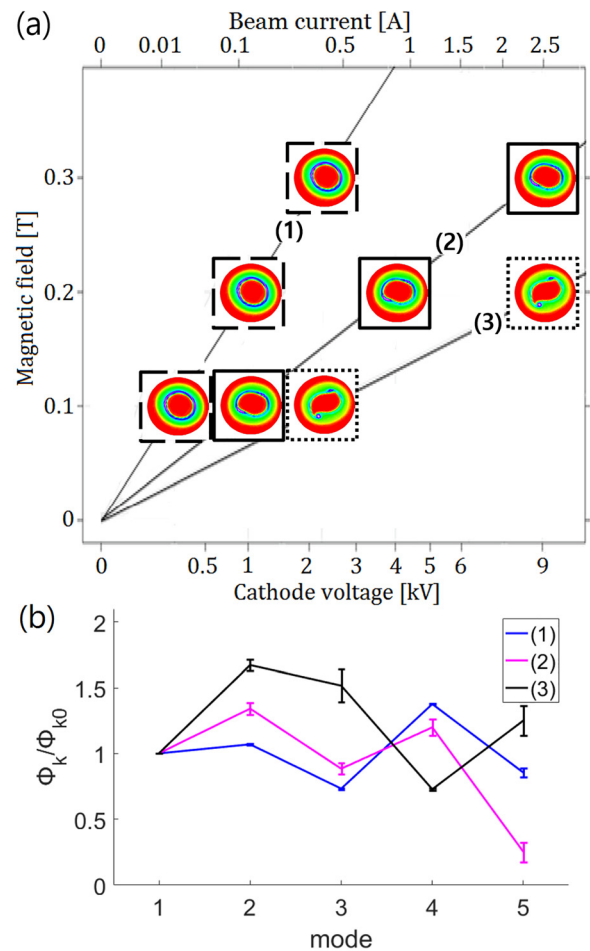 (a)
Beam current [A]
0 0.01 0.1 0.5 1 1.5 2 2.5
Magnetic field [T]
0.3
0.2
0.1
0
(1)
(2)
(3)
0 0.5 1 2 3 4 5 6 9
Cathode voltage [kV]
(b)
Φk/Φk0
2
1.5
1
0.5
0
(1)
(2)
(3)
1 2 3 4 5
mode